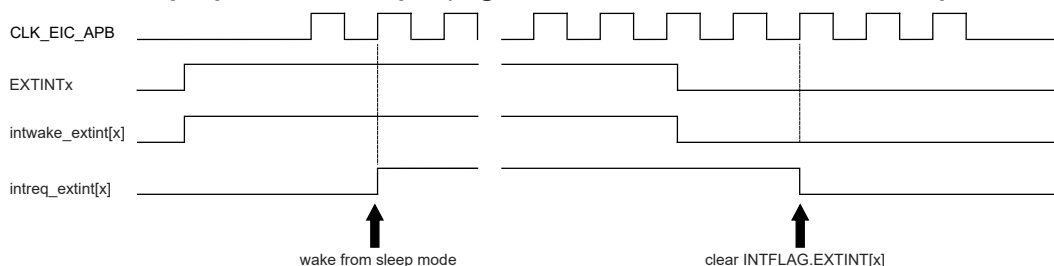 CLK_EIC_APB
EXTINTx
intwake_extint[x]
intreq_extint[x]
wake from sleep mode
clear INTFLAG.EXTINT[x]